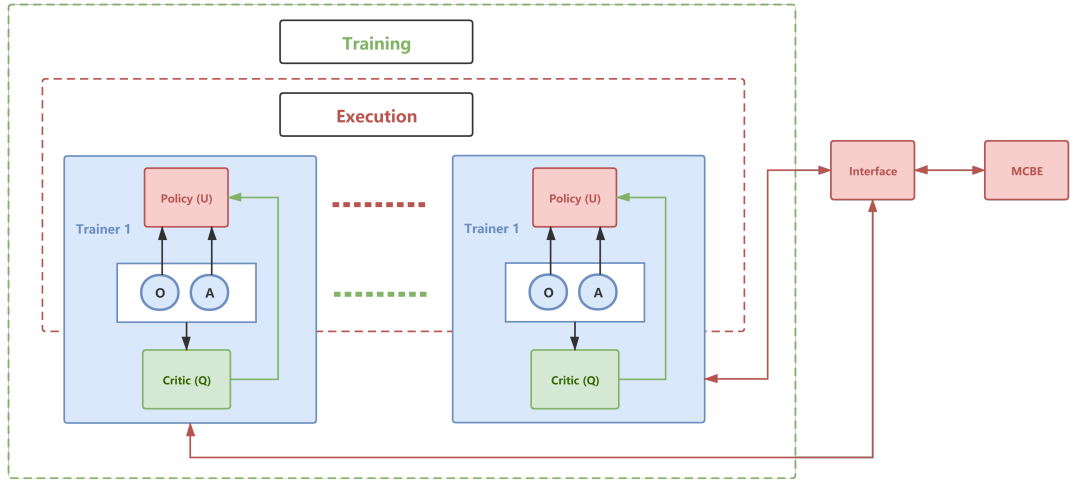 Training
Execution
Policy (U)
Trainer 1
O
A
Critic (Q)
Policy (U)
Trainer 1
O
A
Critic (Q)
Interface
MCBE